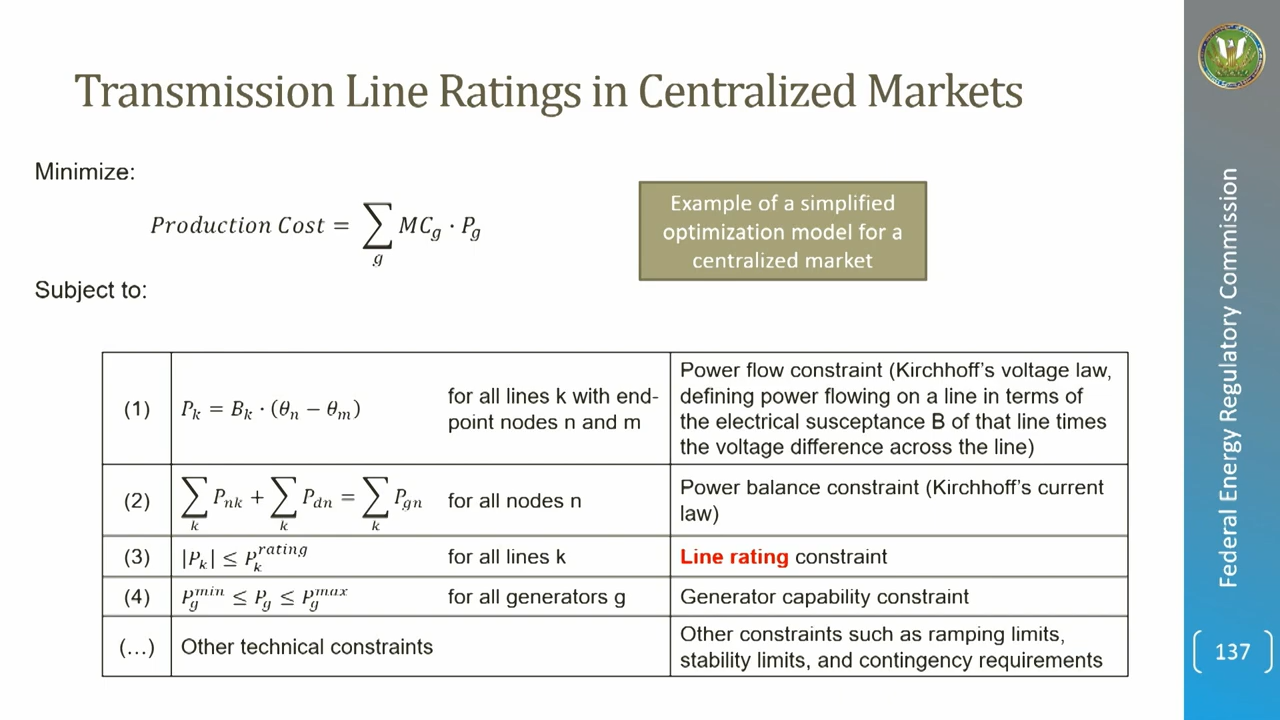 Transmission Line Ratings in Centralized Markets
Minimize:
Production Cost = ∑_g MC_g · P_g
Example of a simplified
optimization model for a
centralized market
Subject to:
(1) P_k = B_k · (θ_n − θ_m)
for all lines k with end-
point nodes n and m
Power flow constraint (Kirchhoff's voltage law,
defining power flowing on a line in terms of
the electrical susceptance B of that line times
the voltage difference across the line)
(2) ∑_k P_nk + ∑_k P_dn = ∑_k P_gn
for all nodes n
Power balance constraint (Kirchhoff's current
law)
(3) |P_k| ≤ P_k^rating
for all lines k
Line rating constraint
(4) P_g^min ≤ P_g ≤ P_g^max
for all generators g
Generator capability constraint
(…) Other technical constraints
Other constraints such as ramping limits,
stability limits, and contingency requirements
Federal Energy Regulatory Commission
137